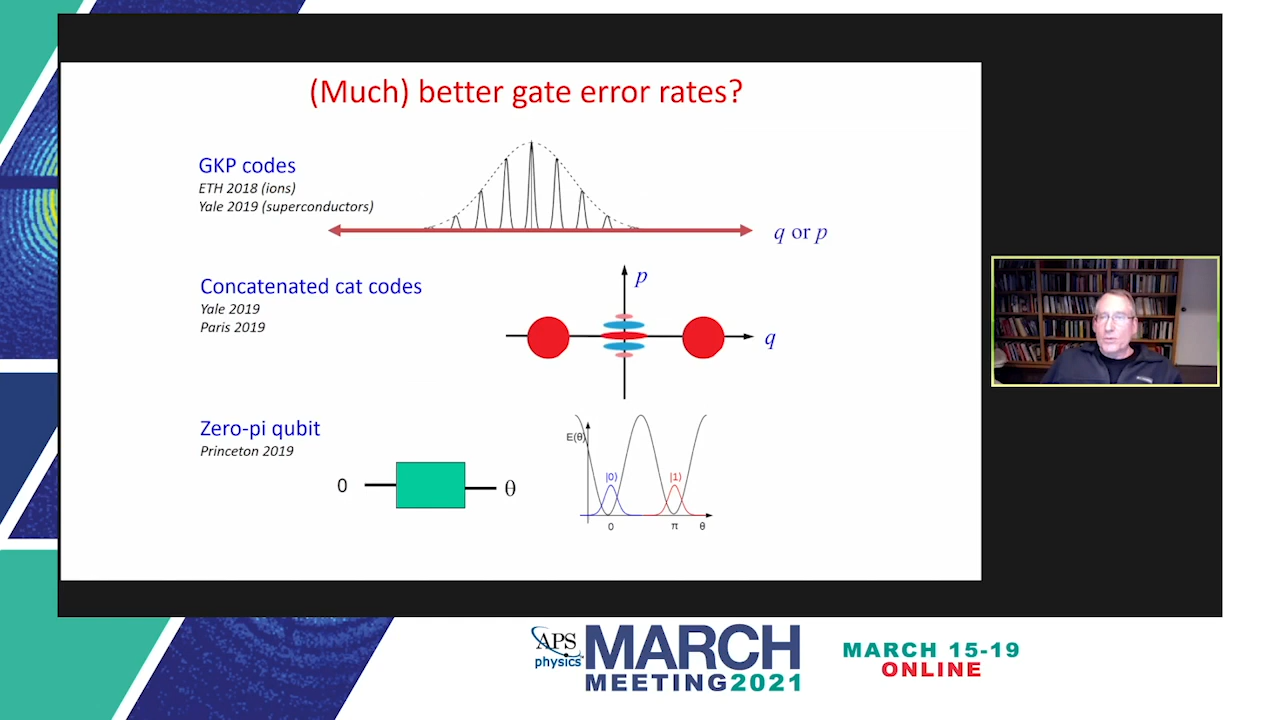 (Much) better gate error rates?
GKP codes
ETH 2018 (ions)
Yale 2019 (superconductors)
q or p
Concatenated cat codes
Yale 2019
Paris 2019
p
q
Zero-pi qubit
Princeton 2019
0
θ
E(θ)
|0⟩
|1⟩
0
π
θ
APS
physics
MARCH
MEETING2021
MARCH 15-19
ONLINE